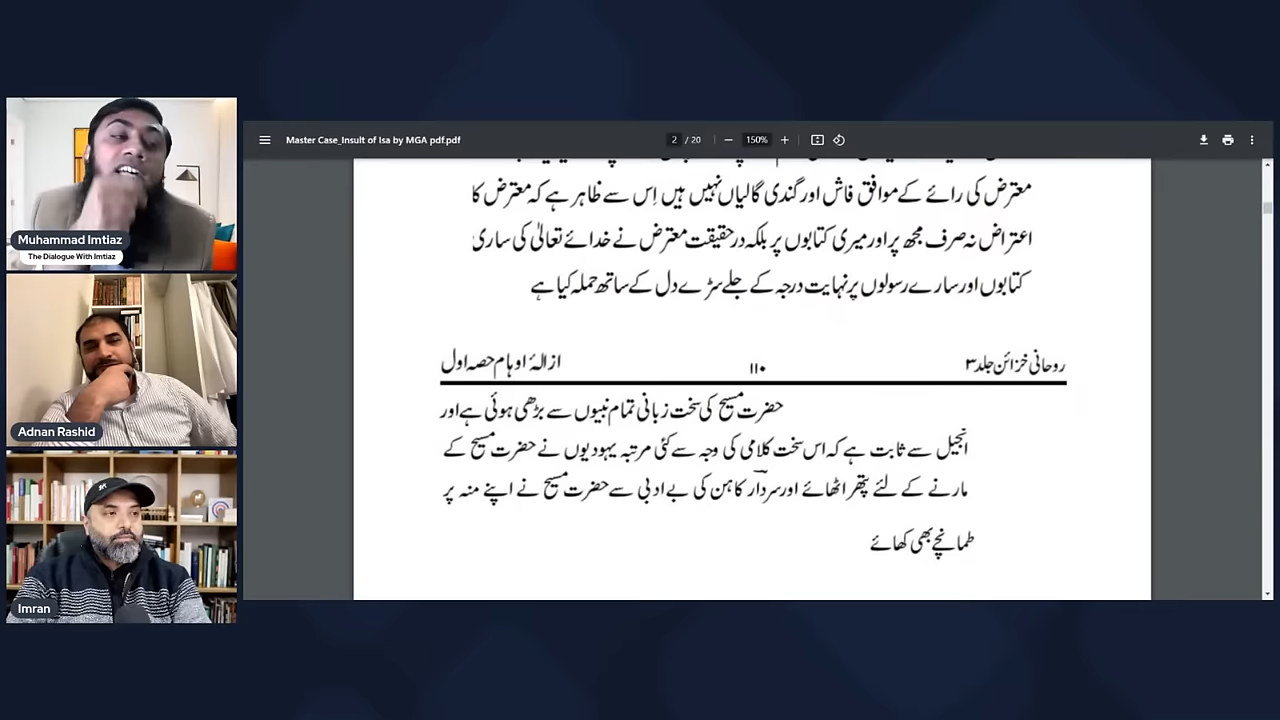 Master Case_Insult of Isa by MGA pdf.pdf
2 / 20
150%
معترض کی رائے کے موافق فاش اور گندی گالیاں نہیں ہیں اِس سے ظاہر ہے کہ معترض کا
اعتراض نہ صرف مجھ پر اور میری کتابوں پر بلکہ درحقیقت معترض نے خدائے تعالیٰ کی ساری
کتابوں اور سارے رسولوں پر نہایت درجہ کے جلے سڑے دل کے ساتھ حملہ کیا ہے
روحانی خزائن جلد ۳
۱۱۰
ازالۂ اوہام حصہ اول
حضرت مسیح کی سخت زبانی تمام نبیوں سے بڑھی ہوئی ہے اور
انجیل سے ثابت ہے کہ اس سخت کلامی کی وجہ سے کئی مرتبہ یہودیوں نے حضرت مسیح کے
مارنے کے لئے پتھر اٹھائے اور سردار کاہن کی بے ادبی سے حضرت مسیح نے اپنے منہ پر
طمانچے بھی کھائے
Muhammad Imtiaz
The Dialogue With Imtiaz
Adnan Rashid
Imran